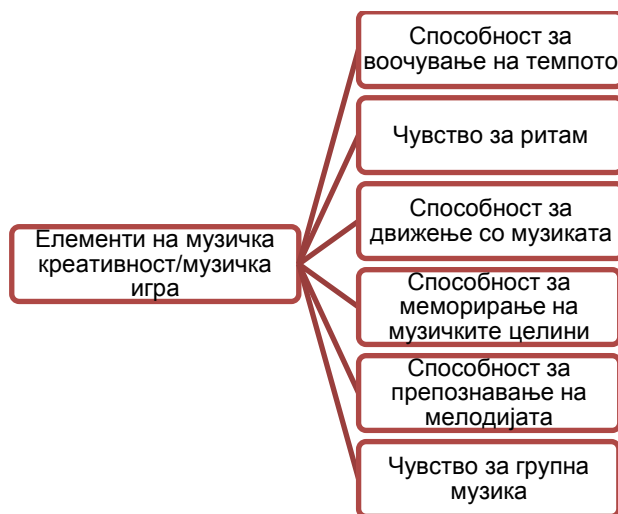 Елементи на музичка
креативност/музичка
игра
Способност за
воочување на темпото
Чувство за ритам
Способност за
движење со музиката
Способност за
меморирање на
музичките целини
Способност за
препознавање на
мелодијата
Чувство за групна
музика